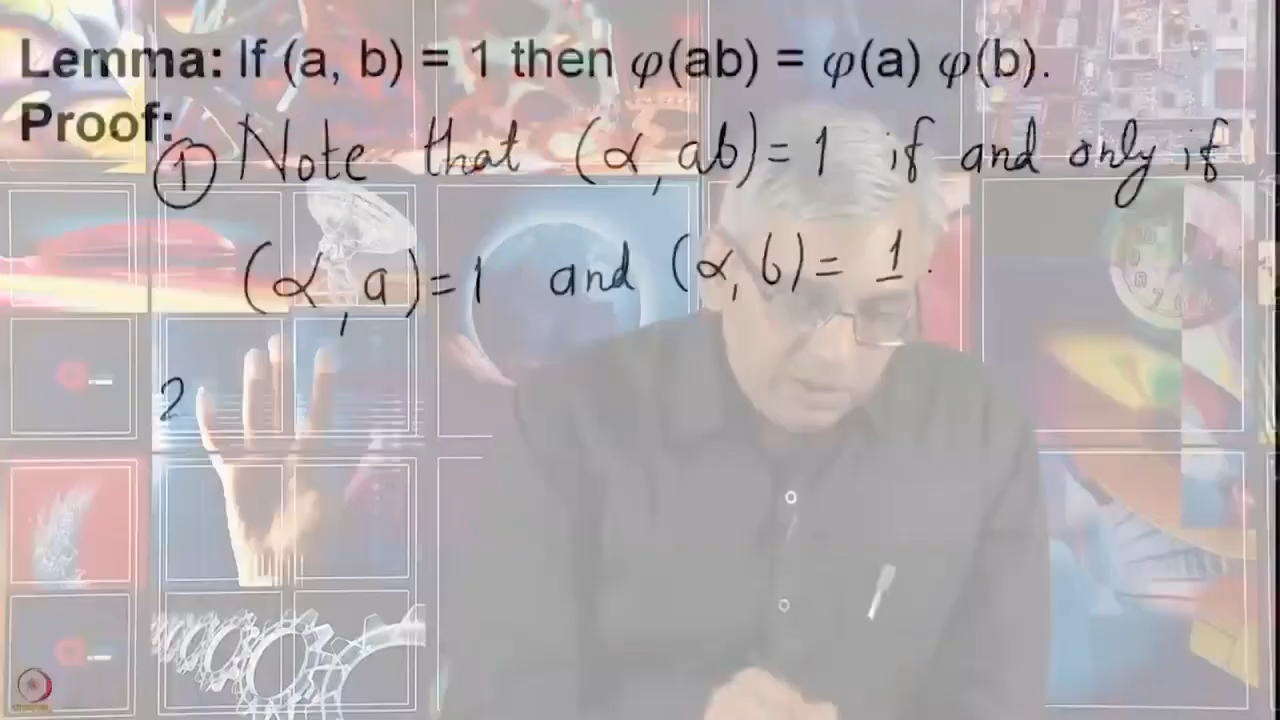 Lemma: If (a, b) = 1 then φ(ab) = φ(a) φ(b).
Proof:
① Note that (α, ab) = 1 if and only if
(α, a) = 1 and (α, b) = 1.
2